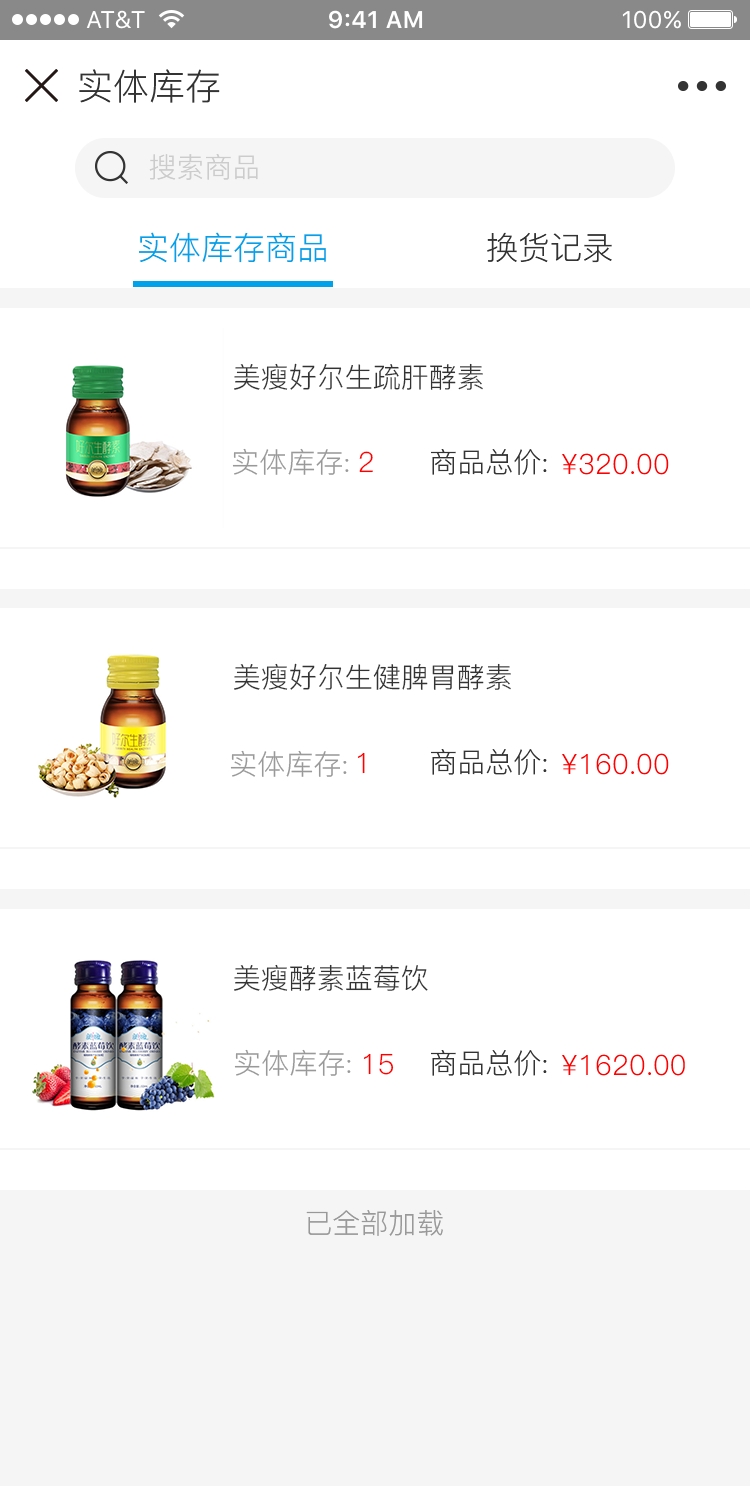 AT&T 9:41 AM 100%
实体库存
搜索商品
实体库存商品 换货记录
美瘦好尔生疏肝酵素
好尔生酵素
实体库存: 2 商品总价: ¥320.00
美瘦好尔生健脾胃酵素
好尔生酵素
实体库存: 1 商品总价: ¥160.00
美瘦酵素蓝莓饮
酵素蓝莓饮 酵素蓝莓饮
实体库存: 15 商品总价: ¥1620.00
已全部加载